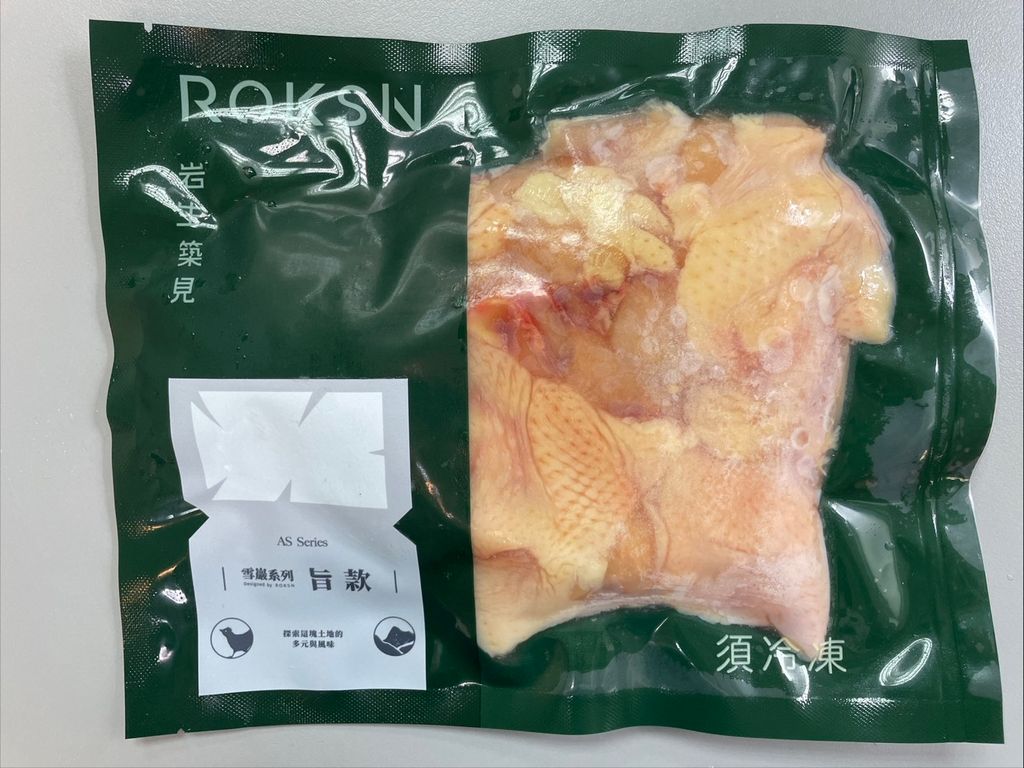 ROKSN
岩土築見
AS Series
雪巖系列 旨款
Designed by ROKSN
探索這塊土地的
多元與風味
須冷凍